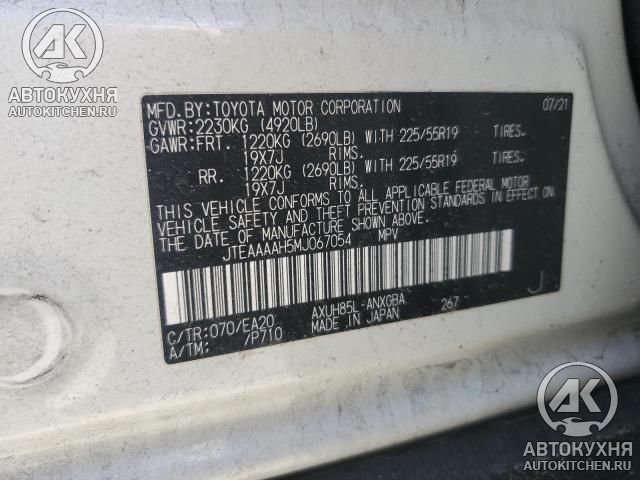 АК
АВТОКУХНЯ
AUTOKITCHEN.RU
MFD.BY:TOYOTA MOTOR CORPORATION 07/21
GVWR:2230KG (4920LB)
GAWR:FRT. 1220KG (2690LB) WITH 225/55R19 TIRES.
19X7J RIMS.
RR. 1220KG (2690LB) WITH 225/55R19 TIRES.
19X7J RIMS.
THIS VEHICLE CONFORMS TO ALL APPLICABLE FEDERAL MOTOR
VEHICLE SAFETY AND THEFT PREVENTION STANDARDS IN EFFECT ON
THE DATE OF MANUFACTURE SHOWN ABOVE.
JTEAAAAH5MJ067054 MPV
C/TR:070/EA20 AXUH85L-ANXGBA 267 J
A/TM: /P710 MADE IN JAPAN
АК
АВТОКУХНЯ
AUTOKITCHEN.RU